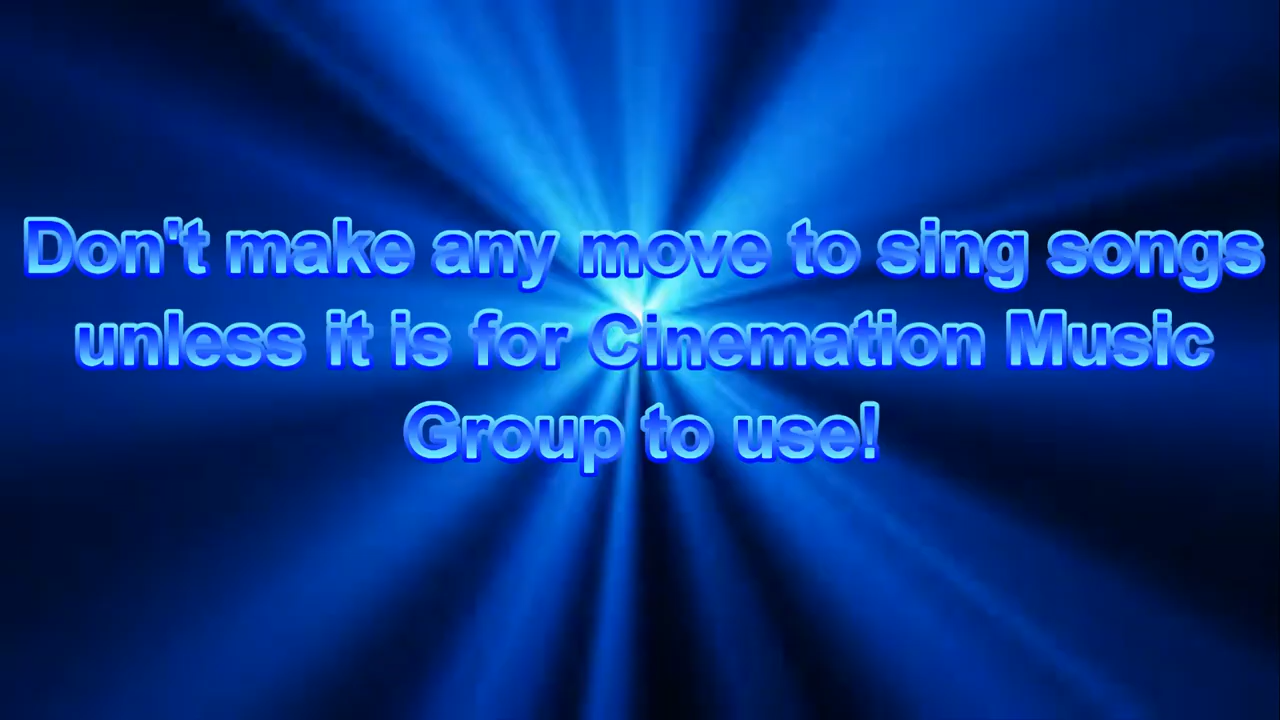 Don't make any move to sing songs
unless it is for Cinemation Music
Group to use!